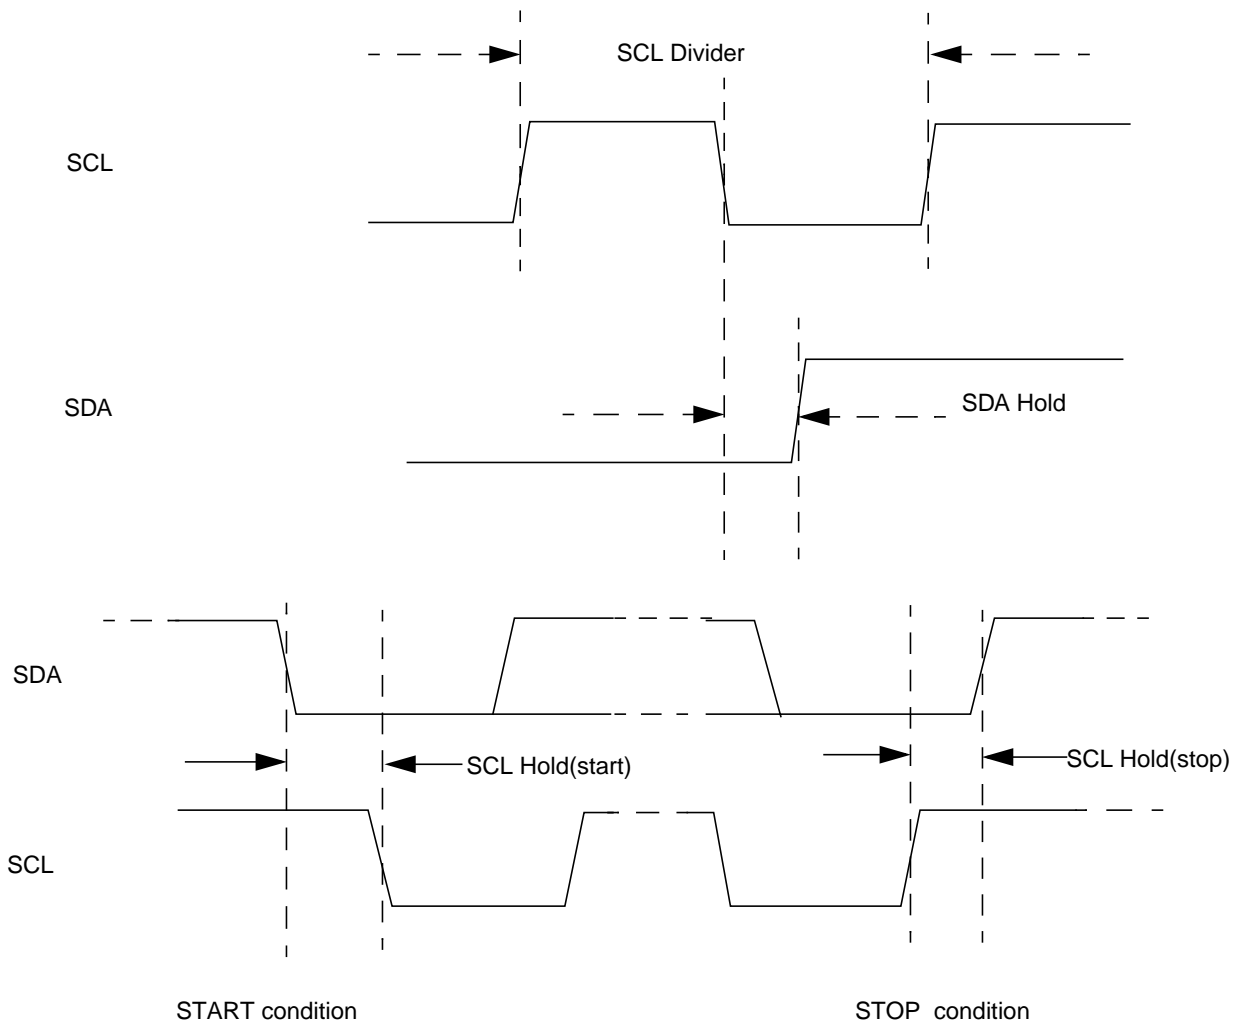 SCL Divider
SCL
SDA
SDA Hold
SDA
SCL Hold(start)
SCL Hold(stop)
SCL
START condition
STOP condition